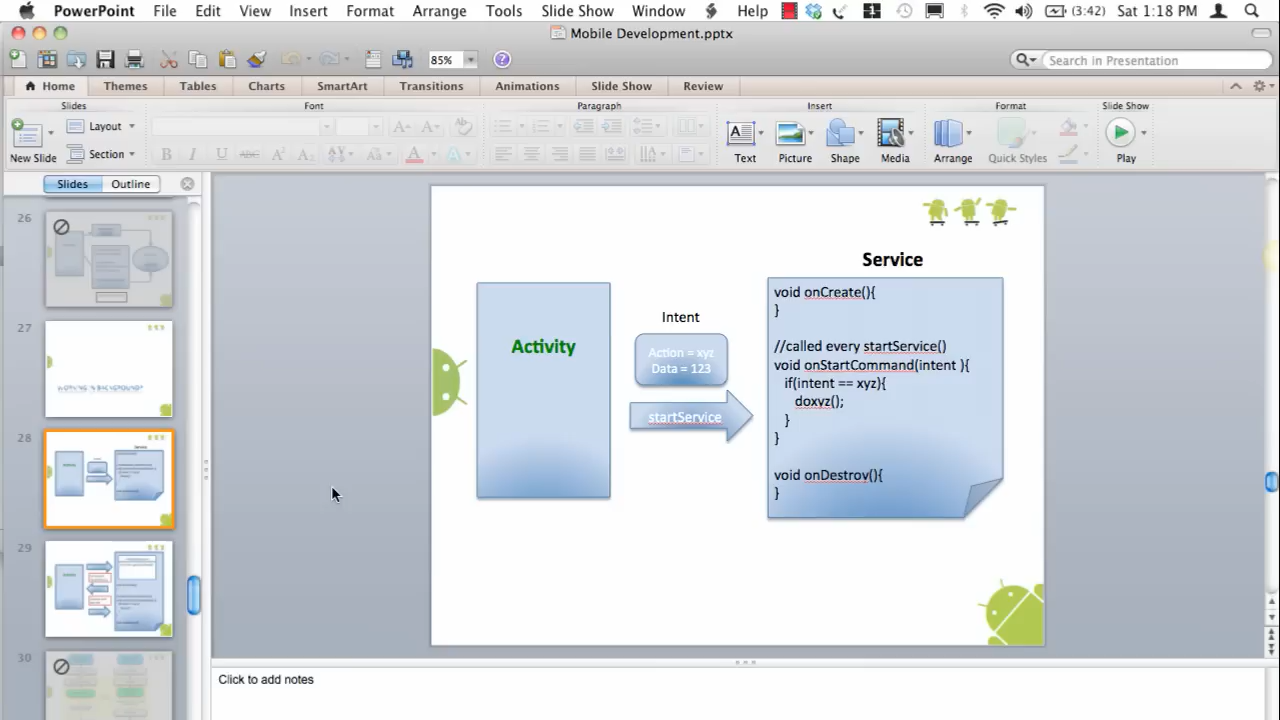 PowerPoint File Edit View Insert Format Arrange Tools Slide Show Window Help (3:42) Sat 1:18 PM
Mobile Development.pptx
85% Search in Presentation
Home Themes Tables Charts SmartArt Transitions Animations Slide Show Review
Slides Font Paragraph Insert Format Slide Show
Layout
New Slide Section Text Picture Shape Media Arrange Quick Styles Play
Slides Outline
26
27
WORKING IN BACKGROUND?
28
29
30
Service
void onCreate(){
}
//called every startService()
void onStartCommand(intent ){
if(intent == xyz){
doxyz();
}
}
void onDestroy(){
}
Activity
Intent
Action = xyz
Data = 123
startService
Click to add notes